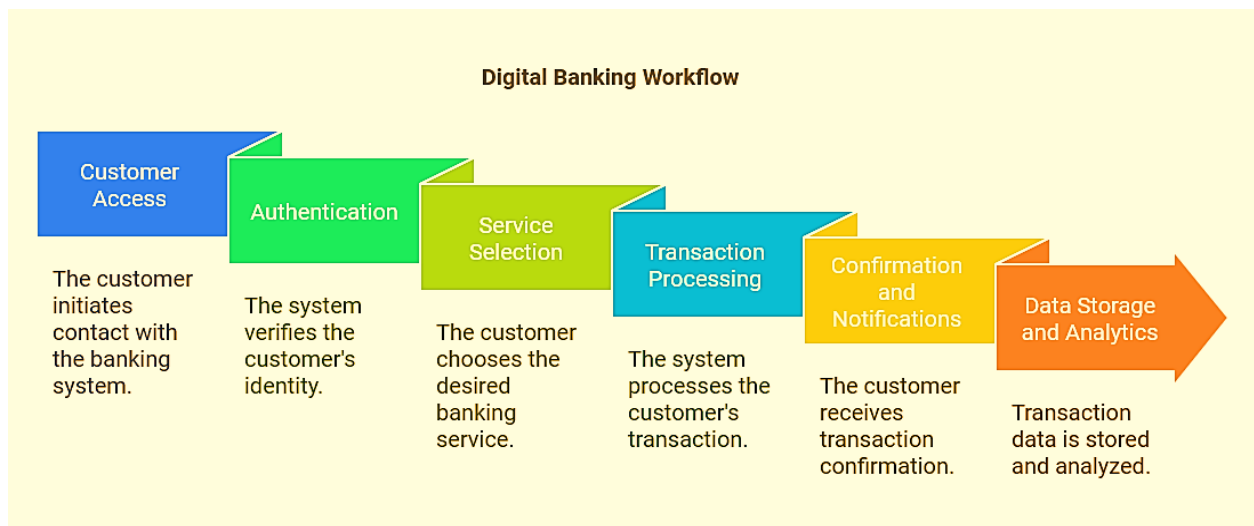 Digital Banking Workflow
Customer
Access
The customer
initiates
contact with
the banking
system.
Authentication
The system
verifies the
customer's
identity.
Service
Selection
The customer
chooses the
desired
banking
service.
Transaction
Processing
The system
processes the
customer's
transaction.
Confirmation
and
Notifications
The customer
receives
transaction
confirmation.
Data Storage
and Analytics
Transaction
data is stored
and analyzed.